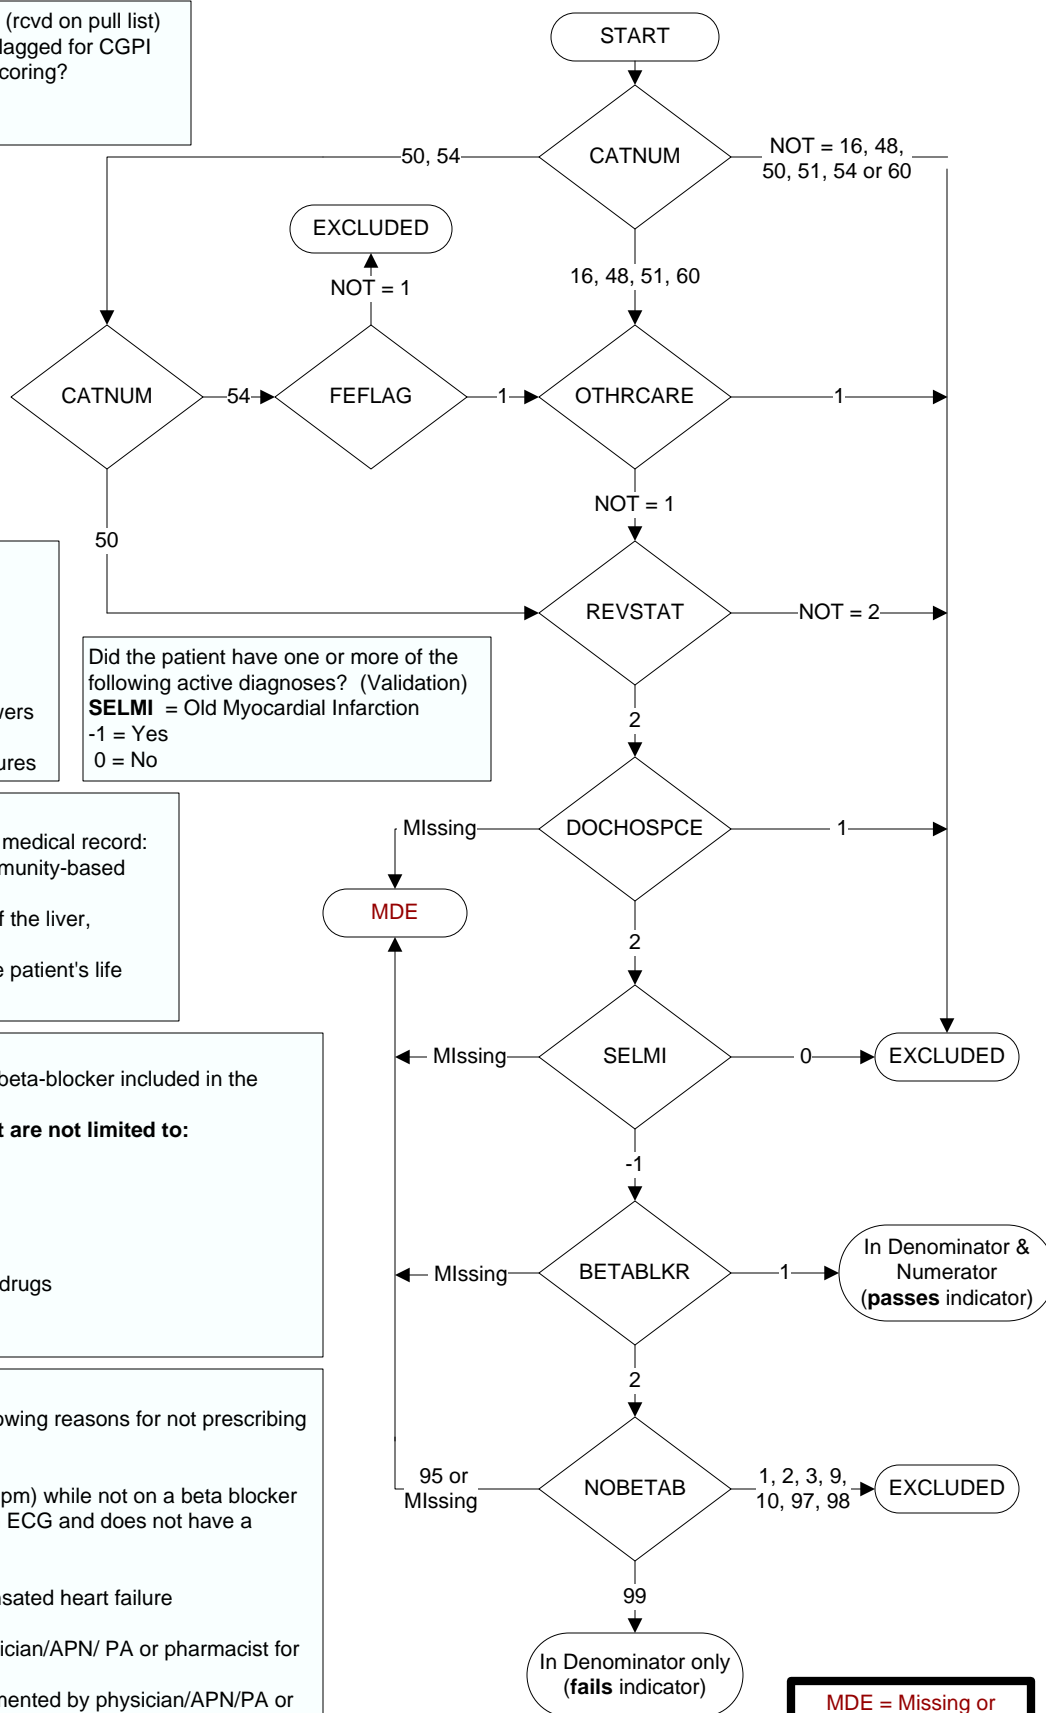 (rcvd on pull list)
lagged for CGPI
coring?
START
CATNUM
50, 54
NOT = 16, 48,
50, 51, 54 or 60
EXCLUDED
NOT = 1
16, 48, 51, 60
CATNUM
54
FEFLAG
1
OTHRCARE
1
NOT = 1
50
REVSTAT
NOT = 2
vers
ures
Did the patient have one or more of the
following active diagnoses?  (Validation)
SELMI = Old Myocardial Infarction
-1 = Yes
0 = No
2
MIssing
DOCHOSPCE
1
medical record:
munity-based
f the liver,
e patient's life
MDE
2
MIssing
SELMI
0
EXCLUDED
beta-blocker included in the
t are not limited to:
drugs
-1
MIssing
BETABLKR
1
In Denominator &
Numerator
(passes indicator)
2
owing reasons for not prescribing
pm) while not on a beta blocker
ECG and does not have a
sated heart failure
ician/APN/ PA or pharmacist for
mented by physician/APN/PA or
95 or
MIssing
NOBETAB
1, 2, 3, 9,
10, 97, 98
EXCLUDED
99
In Denominator only
(fails indicator)
MDE = Missing or